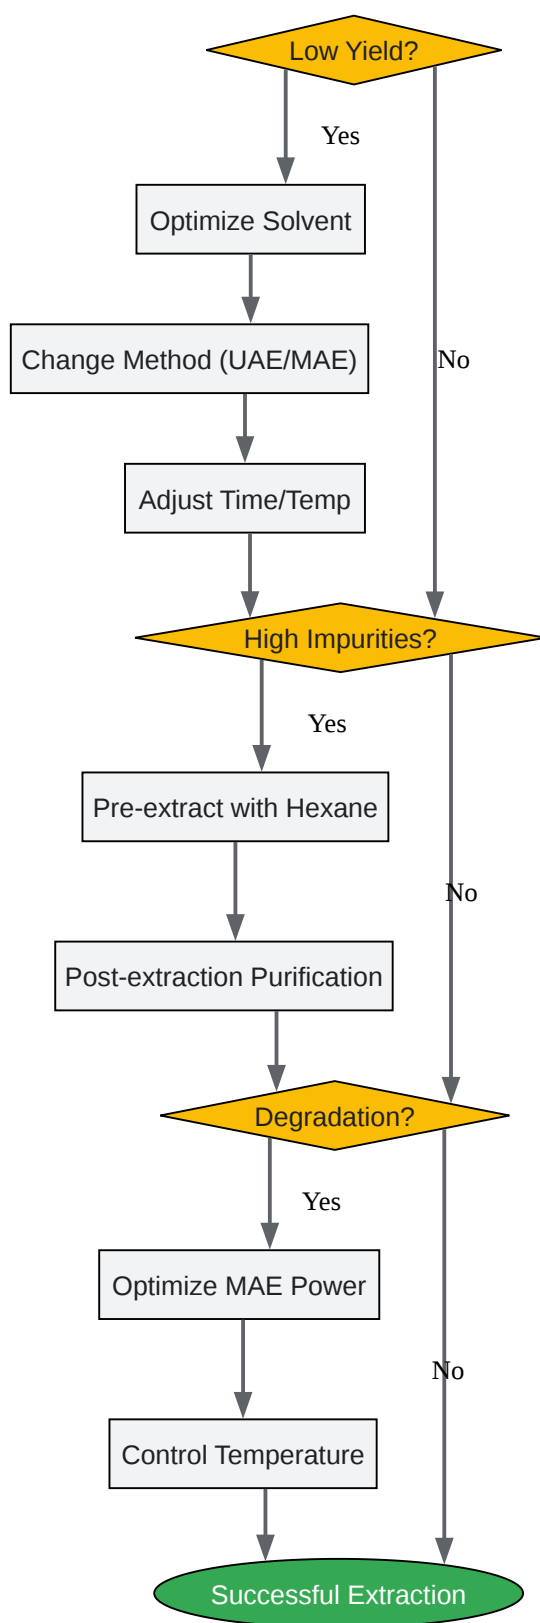 Low Yield?
Yes
Optimize Solvent
Change Method (UAE/MAE)
No
Adjust Time/Temp
High Impurities?
Yes
Pre-extract with Hexane
No
Post-extraction Purification
Degradation?
Yes
Optimize MAE Power
No
Control Temperature
Successful Extraction